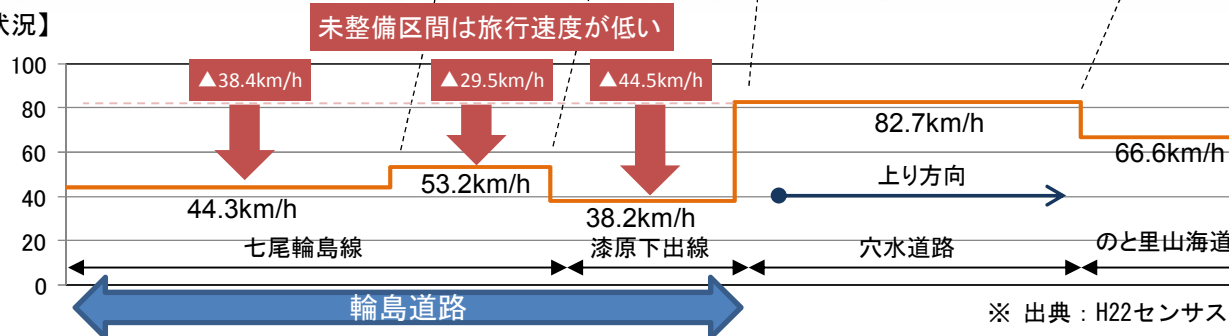 状況】
未整備区間は旅行速度が低い
100
80
60
40
20
0
▲38.4km/h
▲29.5km/h
▲44.5km/h
44.3km/h
53.2km/h
38.2km/h
82.7km/h
66.6km/h
上り方向
七尾輪島線
漆原下出線
穴水道路
のと里山海道
輪島道路
※ 出典：H22センサス